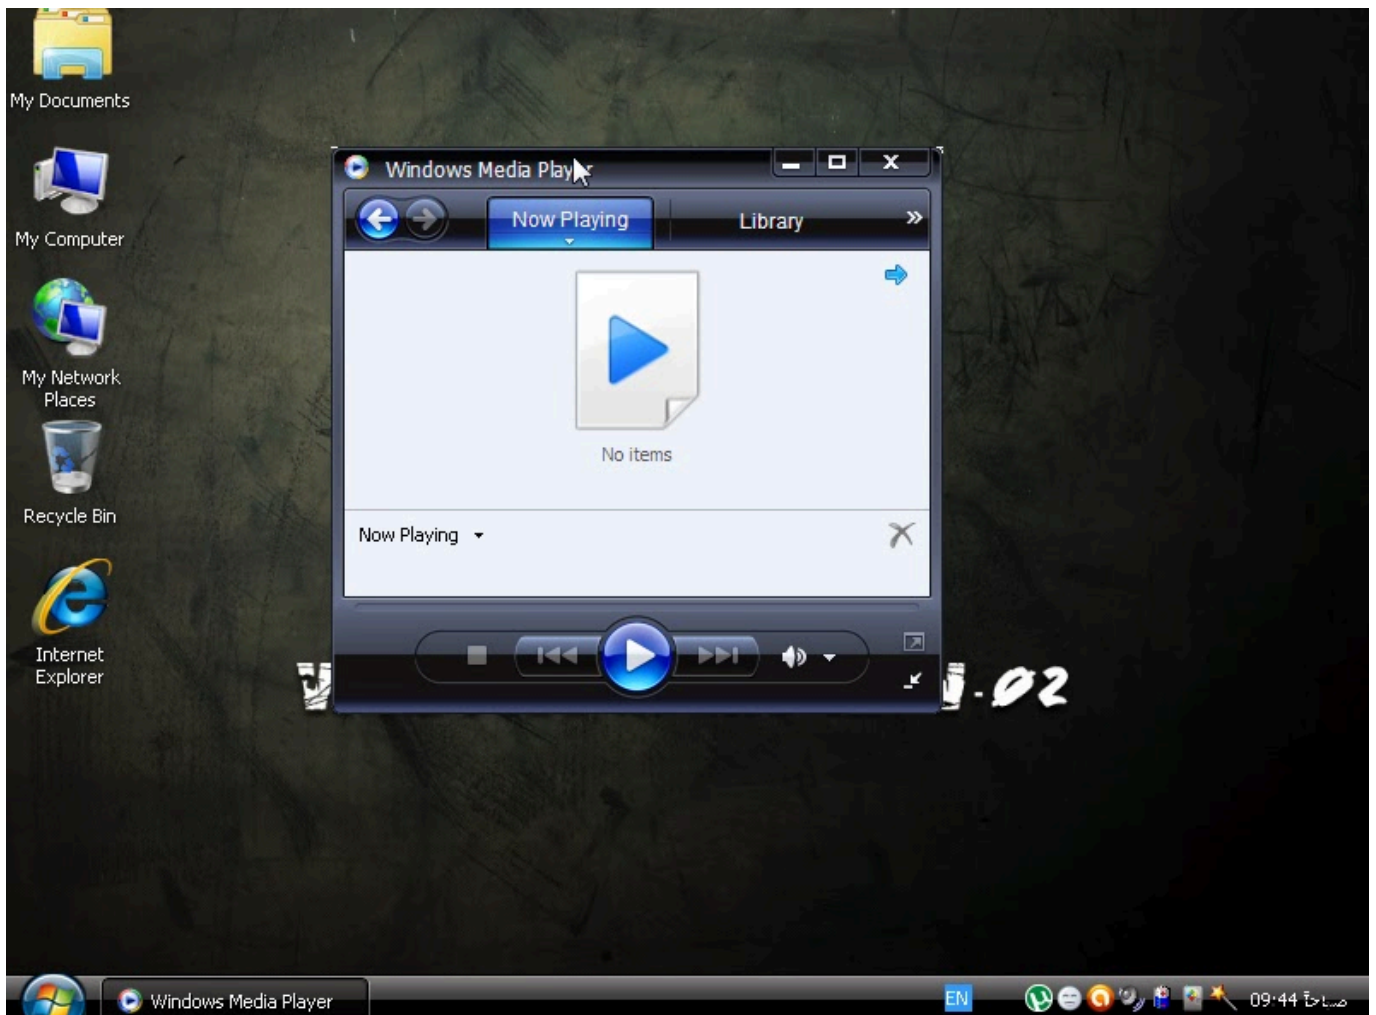 My Documents
My Computer
My Network
Places
Recycle Bin
Internet
Explorer
Windows Media Player
Now Playing
Library
No items
Now Playing
.02
Windows Media Player
EN
09:44 صباحاً